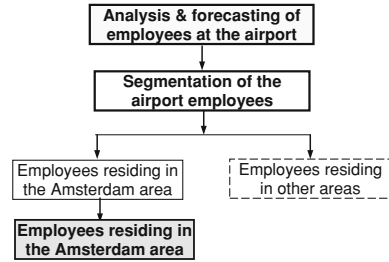 Analysis & forecasting of
employees at the airport
Segmentation of the
airport employees
Employees residing in
the Amsterdam area
Employees residing
in other areas
Employees residing in
the Amsterdam area